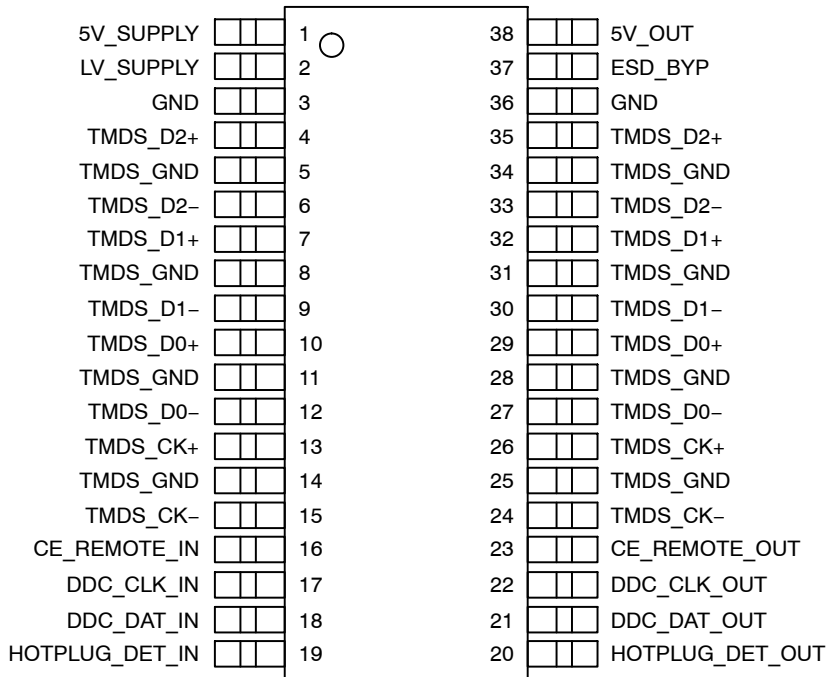 5V_SUPPLY 1 38 5V_OUT
LV_SUPPLY 2 37 ESD_BYP
GND 3 36 GND
TMDS_D2+ 4 35 TMDS_D2+
TMDS_GND 5 34 TMDS_GND
TMDS_D2− 6 33 TMDS_D2−
TMDS_D1+ 7 32 TMDS_D1+
TMDS_GND 8 31 TMDS_GND
TMDS_D1− 9 30 TMDS_D1−
TMDS_D0+ 10 29 TMDS_D0+
TMDS_GND 11 28 TMDS_GND
TMDS_D0− 12 27 TMDS_D0−
TMDS_CK+ 13 26 TMDS_CK+
TMDS_GND 14 25 TMDS_GND
TMDS_CK− 15 24 TMDS_CK−
CE_REMOTE_IN 16 23 CE_REMOTE_OUT
DDC_CLK_IN 17 22 DDC_CLK_OUT
DDC_DAT_IN 18 21 DDC_DAT_OUT
HOTPLUG_DET_IN 19 20 HOTPLUG_DET_OUT